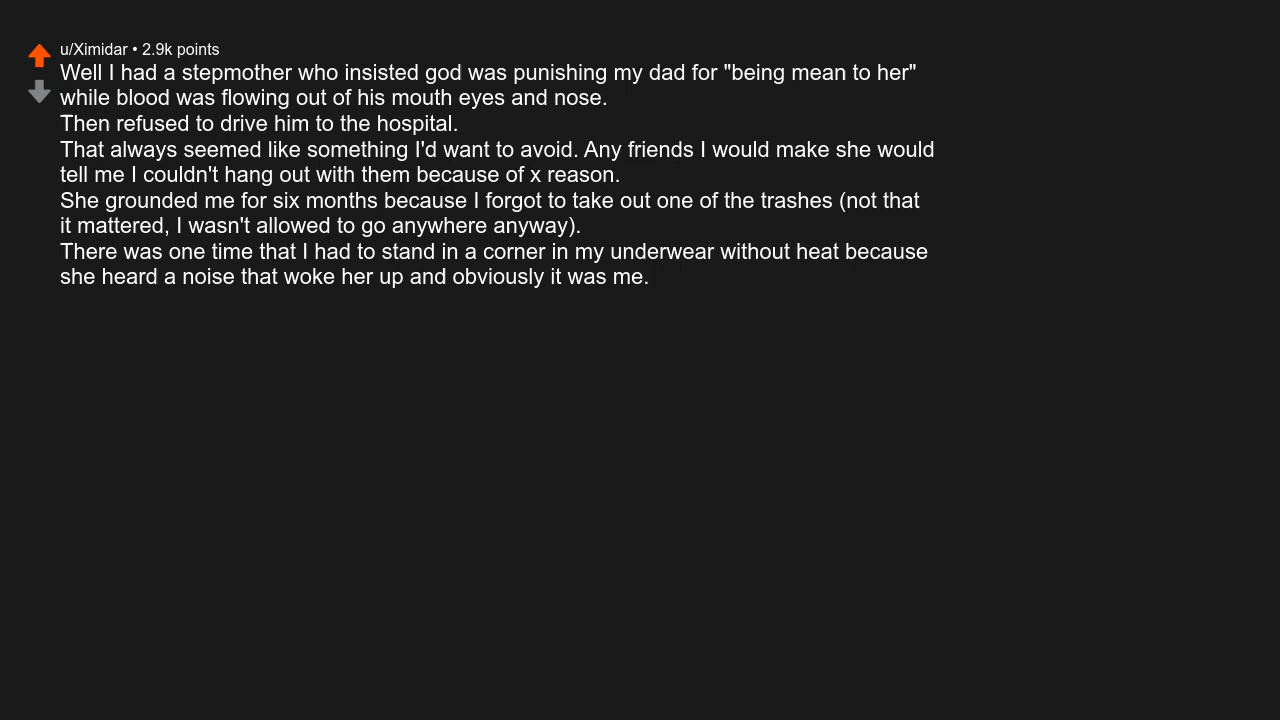 u/Ximidar • 2.9k points
Well I had a stepmother who insisted god was punishing my dad for "being mean to her"
while blood was flowing out of his mouth eyes and nose.
Then refused to drive him to the hospital.
That always seemed like something I'd want to avoid. Any friends I would make she would
tell me I couldn't hang out with them because of x reason.
She grounded me for six months because I forgot to take out one of the trashes (not that
it mattered, I wasn't allowed to go anywhere anyway).
There was one time that I had to stand in a corner in my underwear without heat because
she heard a noise that woke her up and obviously it was me.